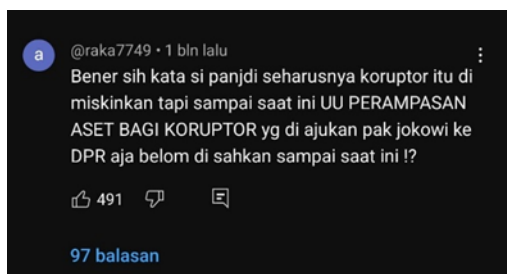 a
@raka7749 • 1 bln lalu
Bener sih kata si panjdi seharusnya koruptor itu di
miskinkan tapi sampai saat ini UU PERAMPASAN
ASET BAGI KORUPTOR yg di ajukan pak jokowi ke
DPR aja belom di sahkan sampai saat ini !?
491
97 balasan